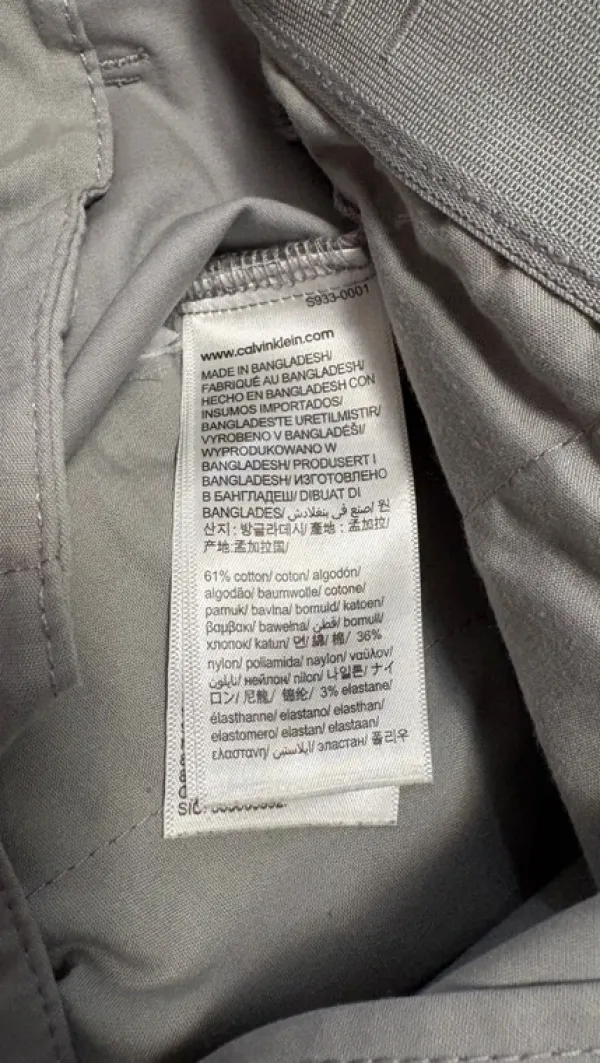 S933-0001
www.calvinklein.com
MADE IN BANGLADESH/
FABRIQUÉ AU BANGLADESH/
HECHO EN BANGLADESH CON
INSUMOS IMPORTADOS/
BANGLADES'TE URETILMISTIR/
VYROBENO V BANGLADÉŠI/
WYPRODUKOWANO W
BANGLADESH/ PRODUSERT I
BANGLADESH/ ИЗГОТОВЛЕНО
В БАНГЛАДЕШ/ DIBUAT DI
BANGLADES/ صنع في بنغلادش/ 원
산지 : 방글라데시/ 產地 : 孟加拉/
产地:孟加拉国/
61% cotton/ coton/ algodón/
algodão/ baumwolle/ cotone/
pamuk/ bavlna/ bomuld/ katoen/
βαμβακι/ bawełna/ قطن/ bomull/
хлопок/ katun/ 면/ 綿/ 棉/ 36%
nylon/ poliamida/ naylon/ ναϋλον/
نايلون/ нейлон/ nilon/ 나일론/ ナイ
ロン/ 尼龍/ 锦纶/ 3% elastane/
élasthanne/ elastano/ elasthan/
elastomero/ elastan/ elastaan/
ελαστανη/ эластан/ 폴리우